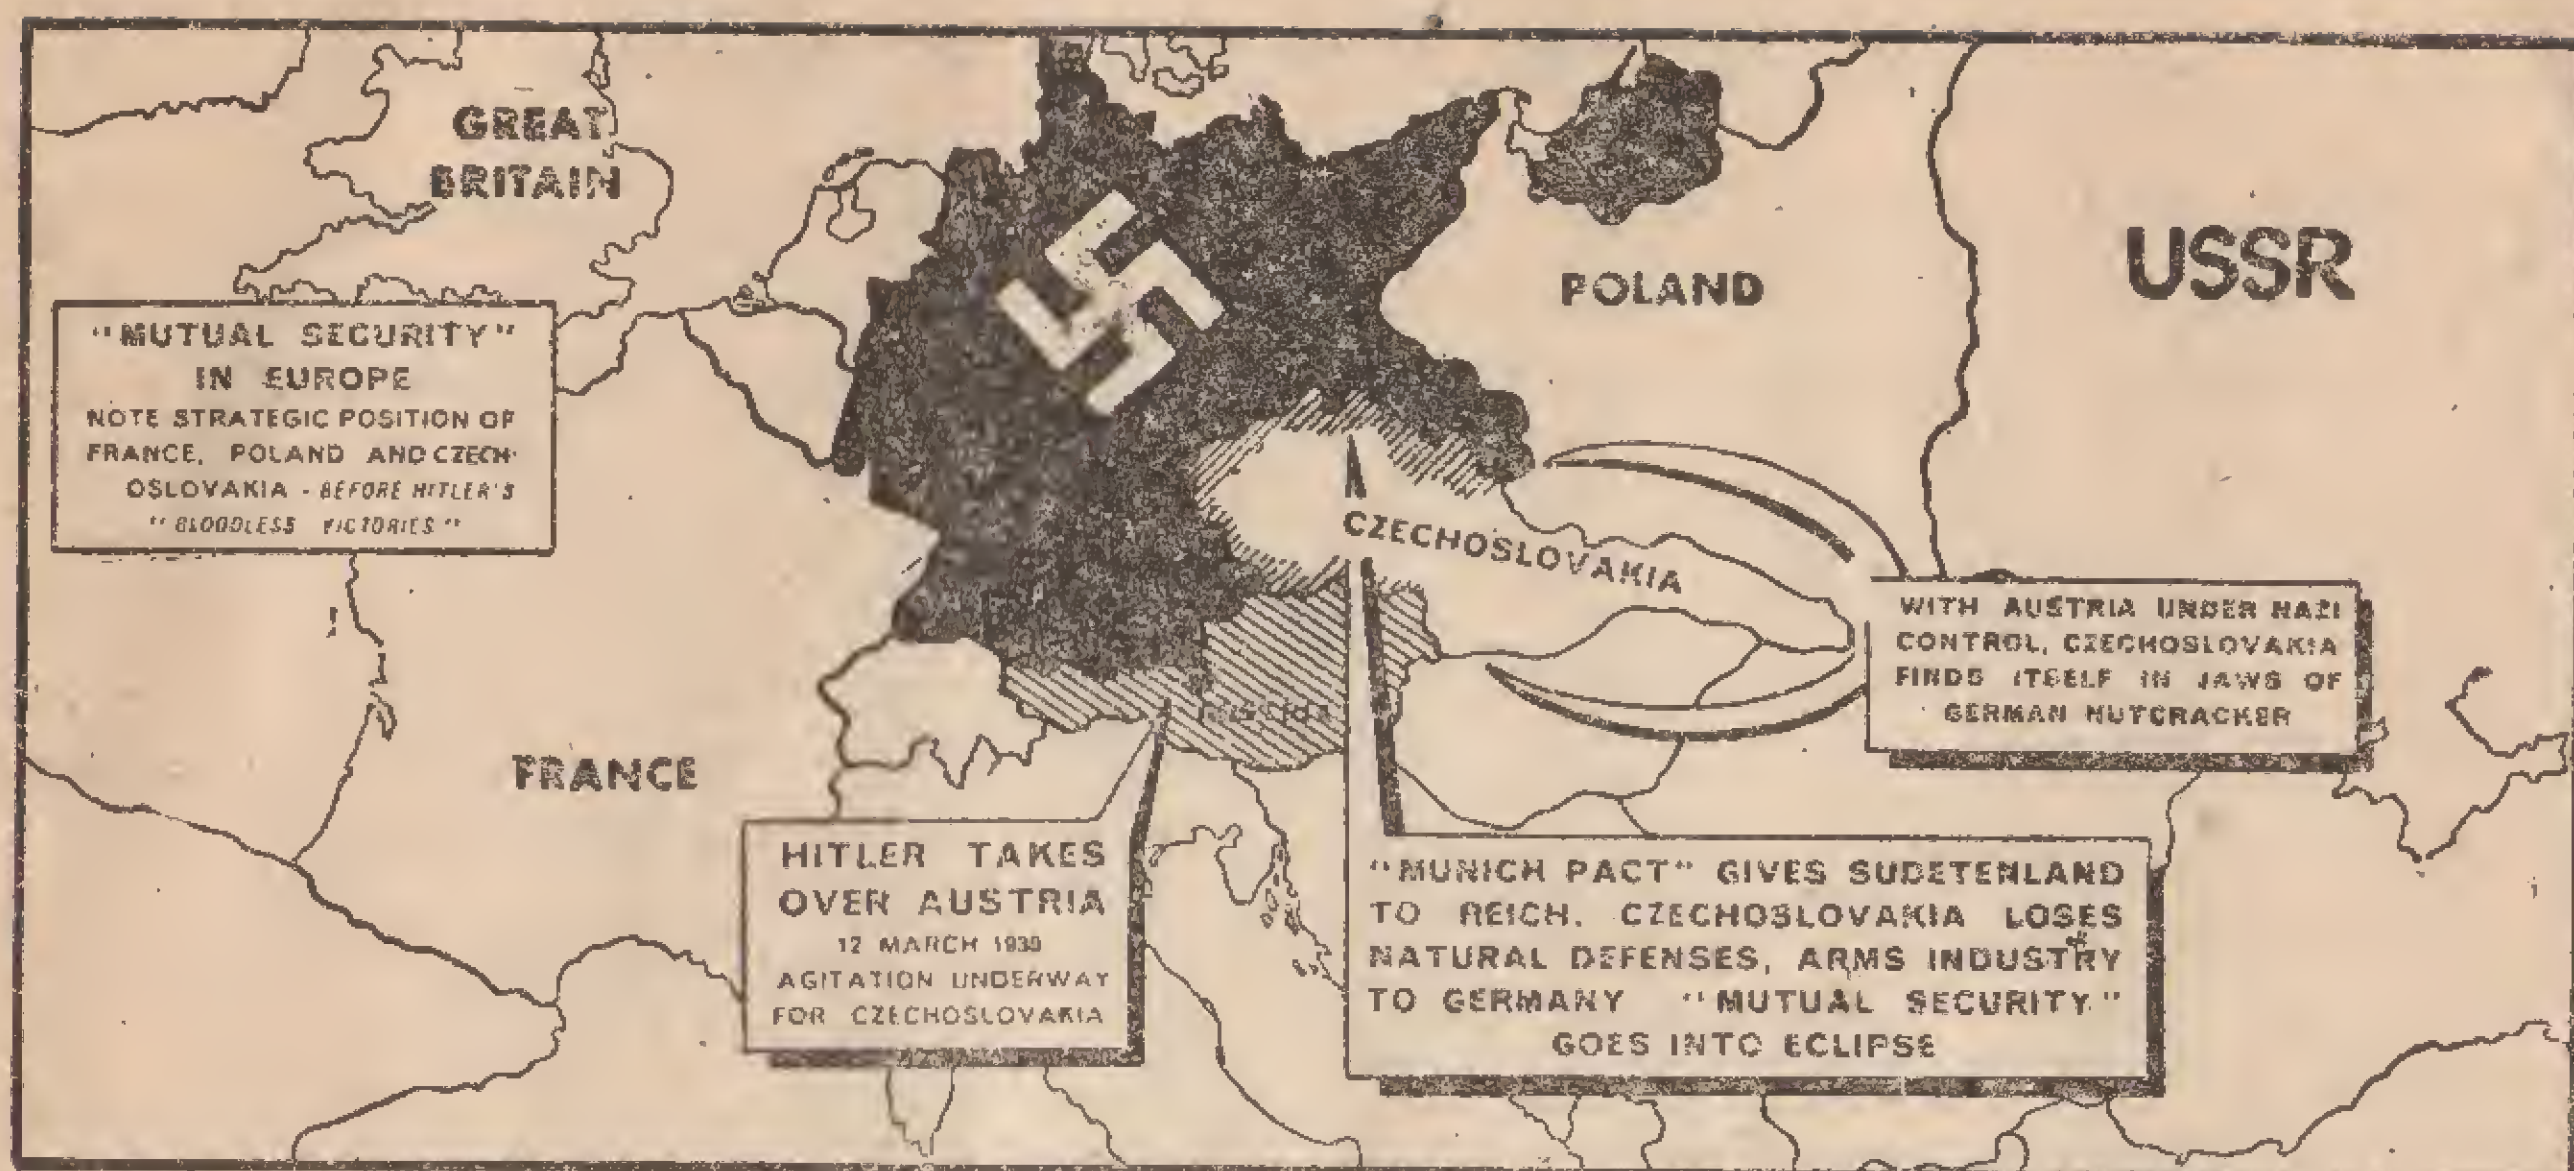 GREAT
BRITAIN
POLAND
USSR
"MUTUAL SECURITY"
IN EUROPE
NOTE STRATEGIC POSITION OF
FRANCE, POLAND AND CZECH-
OSLOVAKIA - BEFORE HITLER'S
"BLOODLESS VICTORIES"
CZECHOSLOVAKIA
WITH AUSTRIA UNDER NAZI
CONTROL, CZECHOSLOVAKIA
FINDS ITSELF IN JAWS OF
GERMAN NUTCRACKER
AUSTRIA
FRANCE
HITLER TAKES
OVER AUSTRIA
12 MARCH 1938
AGITATION UNDERWAY
FOR CZECHOSLOVAKIA
"MUNICH PACT" GIVES SUDETENLAND
TO REICH. CZECHOSLOVAKIA LOSES
NATURAL DEFENSES, ARMS INDUSTRY
TO GERMANY "MUTUAL SECURITY"
GOES INTO ECLIPSE